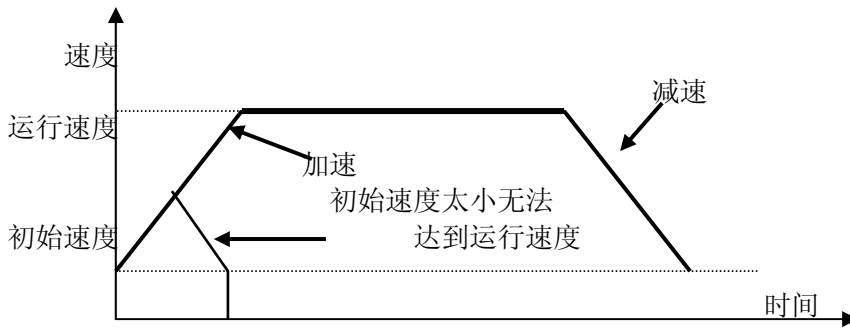 速度
减速
运行速度
加速
初始速度太小无法
初始速度
达到运行速度
时间